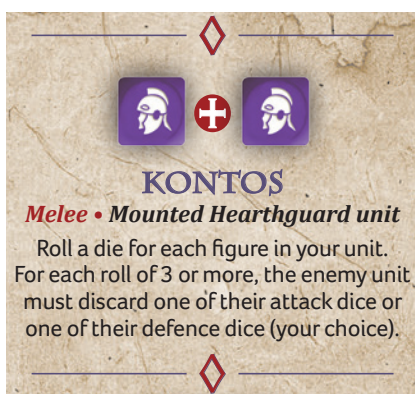 KONTOS
Melee • Mounted Hearthguard unit
Roll a die for each figure in your unit.
For each roll of 3 or more, the enemy unit
must discard one of their attack dice or
one of their defence dice (your choice).